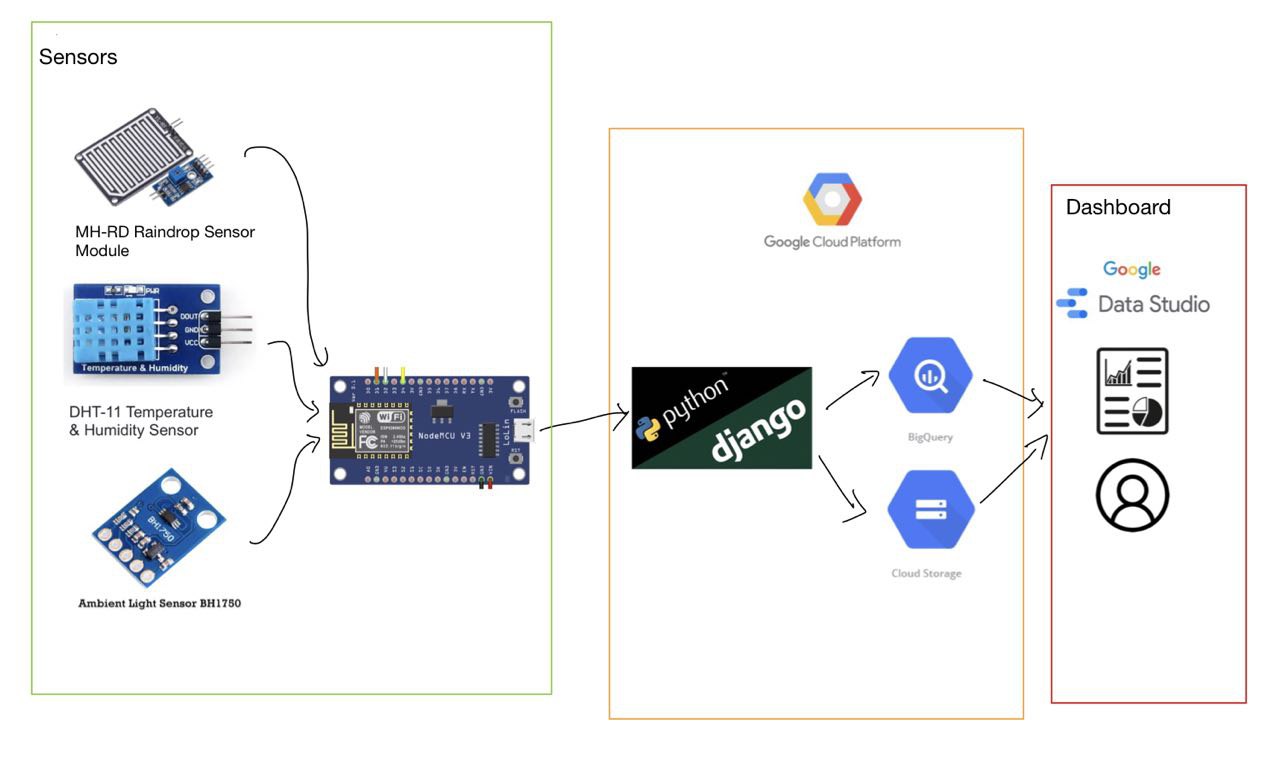 Sensors
MH-RD Raindrop Sensor
Module
PWR
DOUT
GND
VCC
Temperature & Humidity
DHT-11 Temperature
& Humidity Sensor
BH1750
Ambient Light Sensor BH1750
WiFi
FC
NodeMCU V3
FLASH
LoLin
RST
Google Cloud Platform
python
django
BigQuery
Cloud Storage
Dashboard
Google
Data Studio